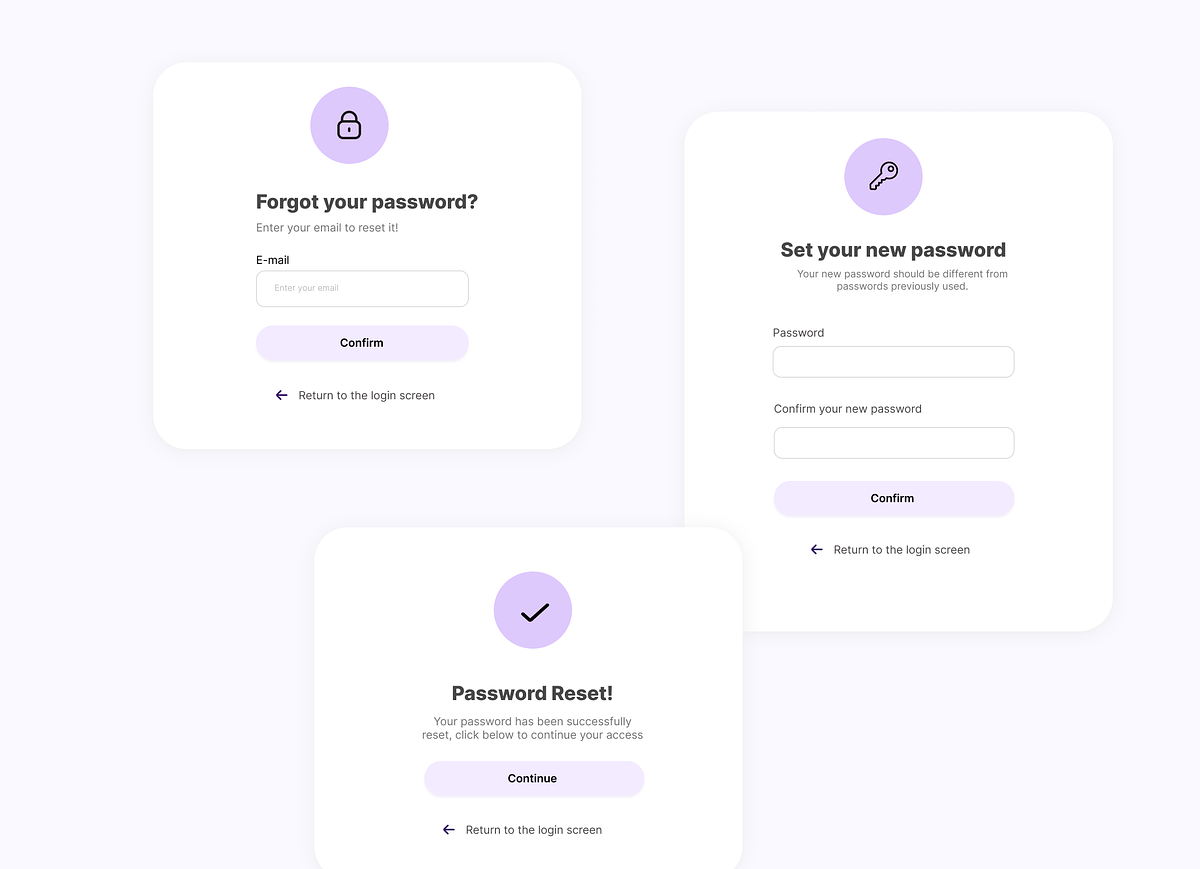 Forgot your password?
Enter your email to reset it!
E-mail
Enter your email
Confirm
Return to the login screen
Set your new password
Your new password should be different from
passwords previously used.
Password
Confirm your new password
Confirm
Return to the login screen
Password Reset!
Your password has been successfully
reset, click below to continue your access
Continue
Return to the login screen